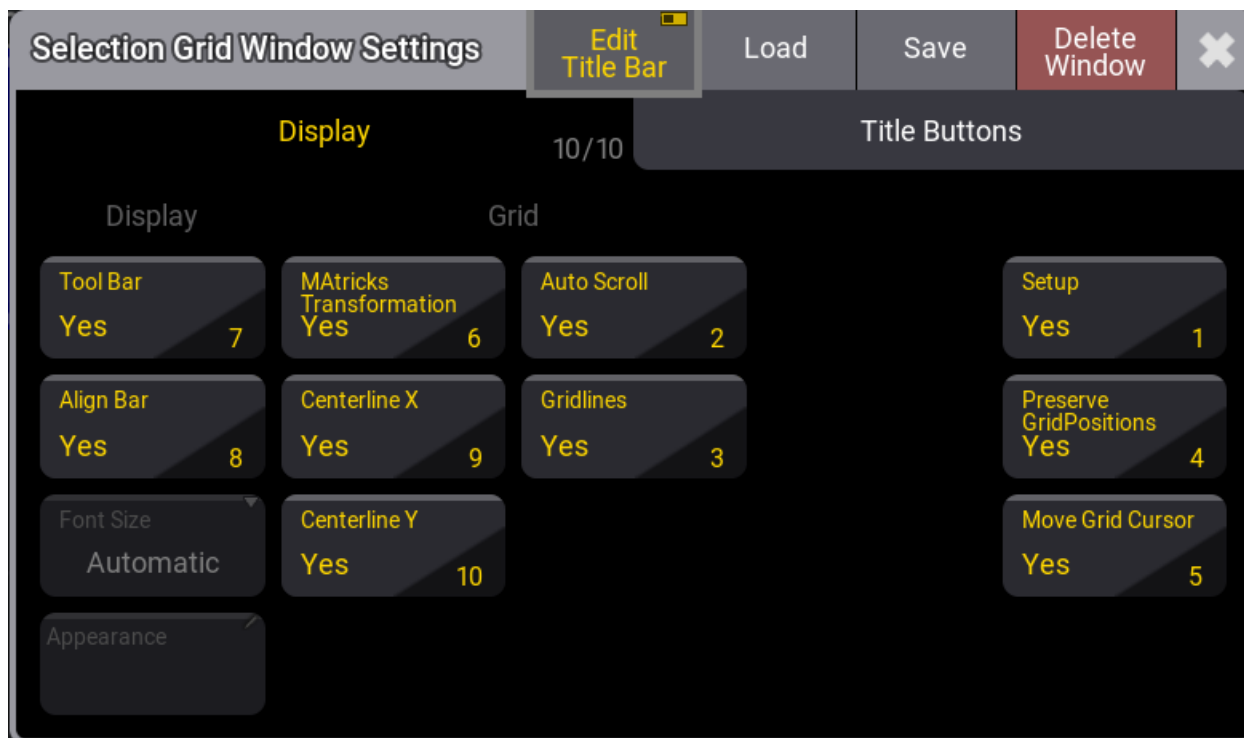 Selection Grid Window Settings
Edit
Title Bar
Load
Save
Delete
Window
Display
10/10
Title Buttons
Display
Grid
Tool Bar
Yes
7
MAtricks
Transformation
Yes
6
Auto Scroll
Yes
2
Setup
Yes
1
Align Bar
Yes
8
Centerline X
Yes
9
Gridlines
Yes
3
Preserve
GridPositions
Yes
4
Font Size
Automatic
Centerline Y
Yes
10
Move Grid Cursor
Yes
5
Appearance